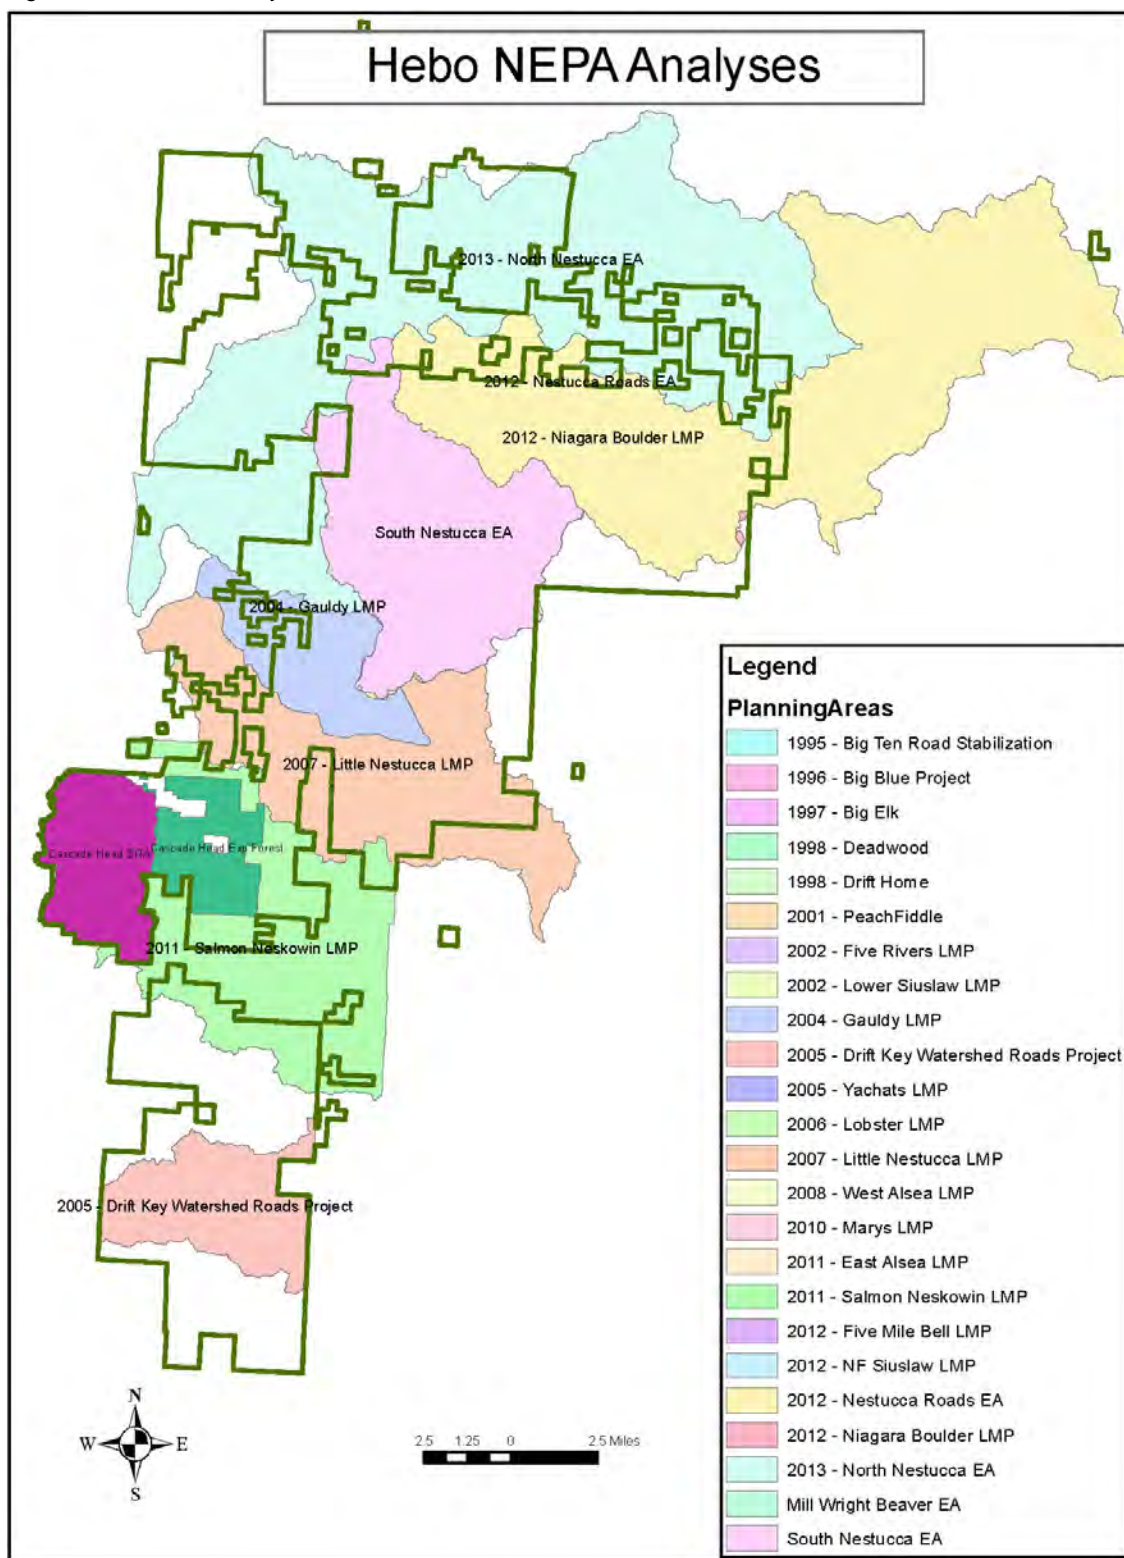 Hebo NEPA Analyses
2013 - North Nestucca EA
2012 - Nestucca Roads EA
2012 - Niagara Boulder LMP
South Nestucca EA
2004 - Gauldy LMP
2007 - Little Nestucca LMP
Cascade Head SRA
Cascade Head Exp Forest
2011 - Salmon Neskowin LMP
2005 - Drift Key Watershed Roads Project
Legend
PlanningAreas
1995 - Big Ten Road Stabilization
1996 - Big Blue Project
1997 - Big Elk
1998 - Deadwood
1998 - Drift Home
2001 - PeachFiddle
2002 - Five Rivers LMP
2002 - Lower Siuslaw LMP
2004 - Gauldy LMP
2005 - Drift Key Watershed Roads Project
2005 - Yachats LMP
2006 - Lobster LMP
2007 - Little Nestucca LMP
2008 - West Alsea LMP
2010 - Marys LMP
2011 - East Alsea LMP
2011 - Salmon Neskowin LMP
2012 - Five Mile Bell LMP
2012 - NF Siuslaw LMP
2012 - Nestucca Roads EA
2012 - Niagara Boulder LMP
2013 - North Nestucca EA
Mill Wright Beaver EA
South Nestucca EA
N
W E
S
2.5 1.25 0 2.5 Miles